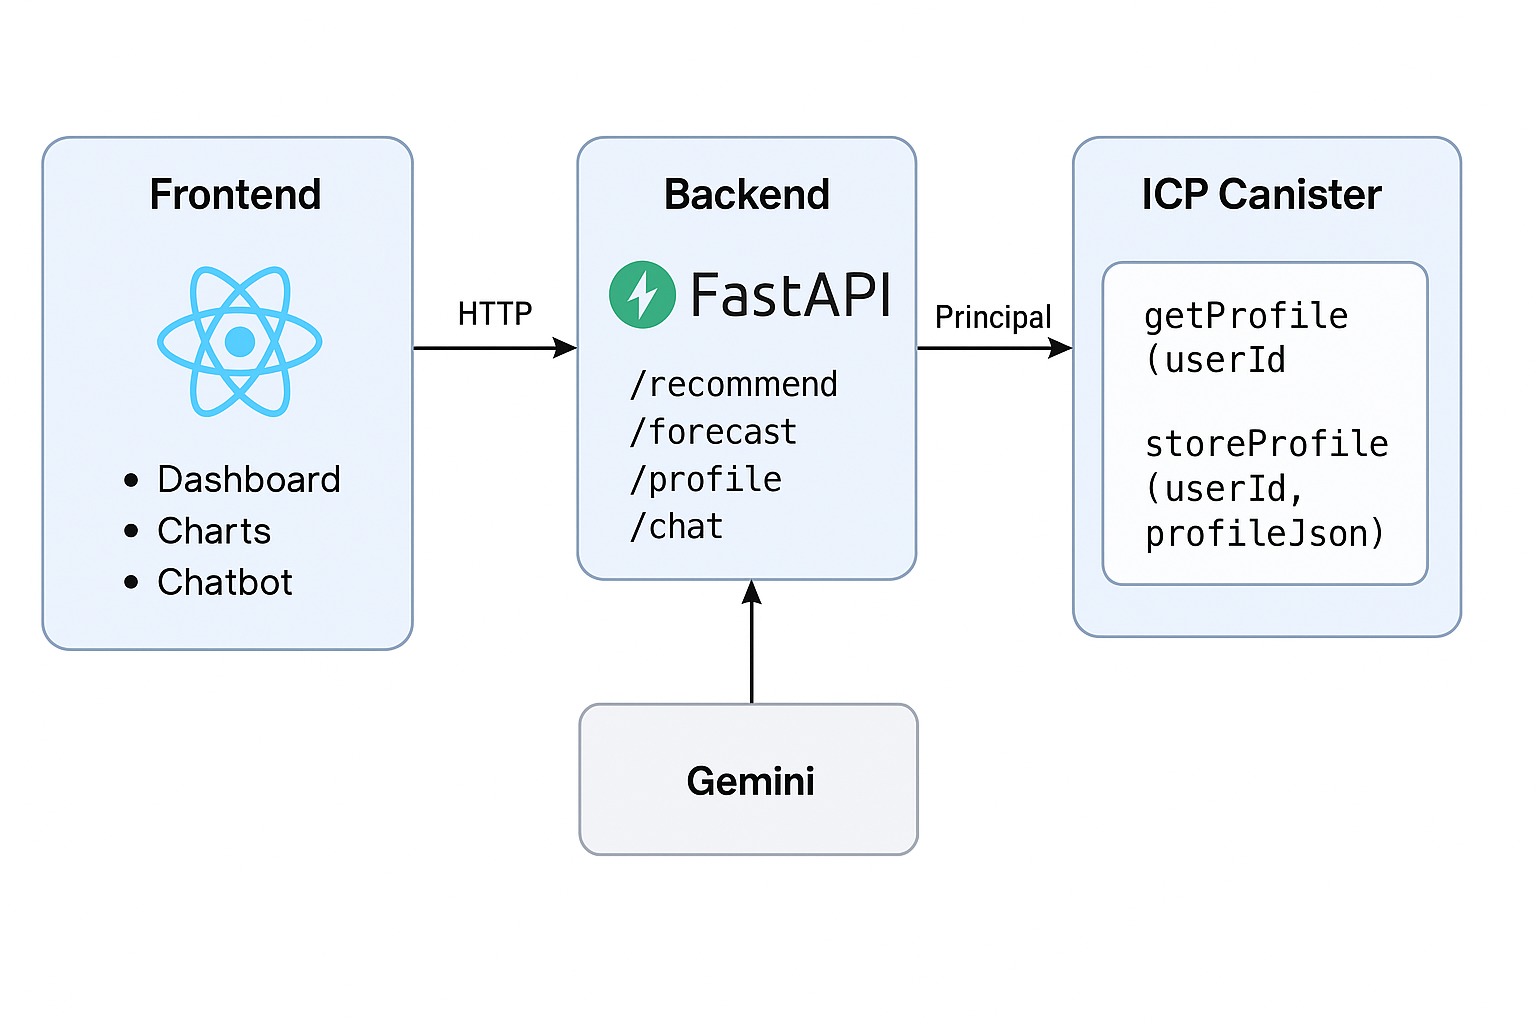 Frontend
Dashboard
Charts
Chatbot
HTTP
Backend
FastAPI
/recommend
/forecast
/profile
/chat
Principal
ICP Canister
getProfile
(userId
storeProfile
(userId,
profileJson)
Gemini